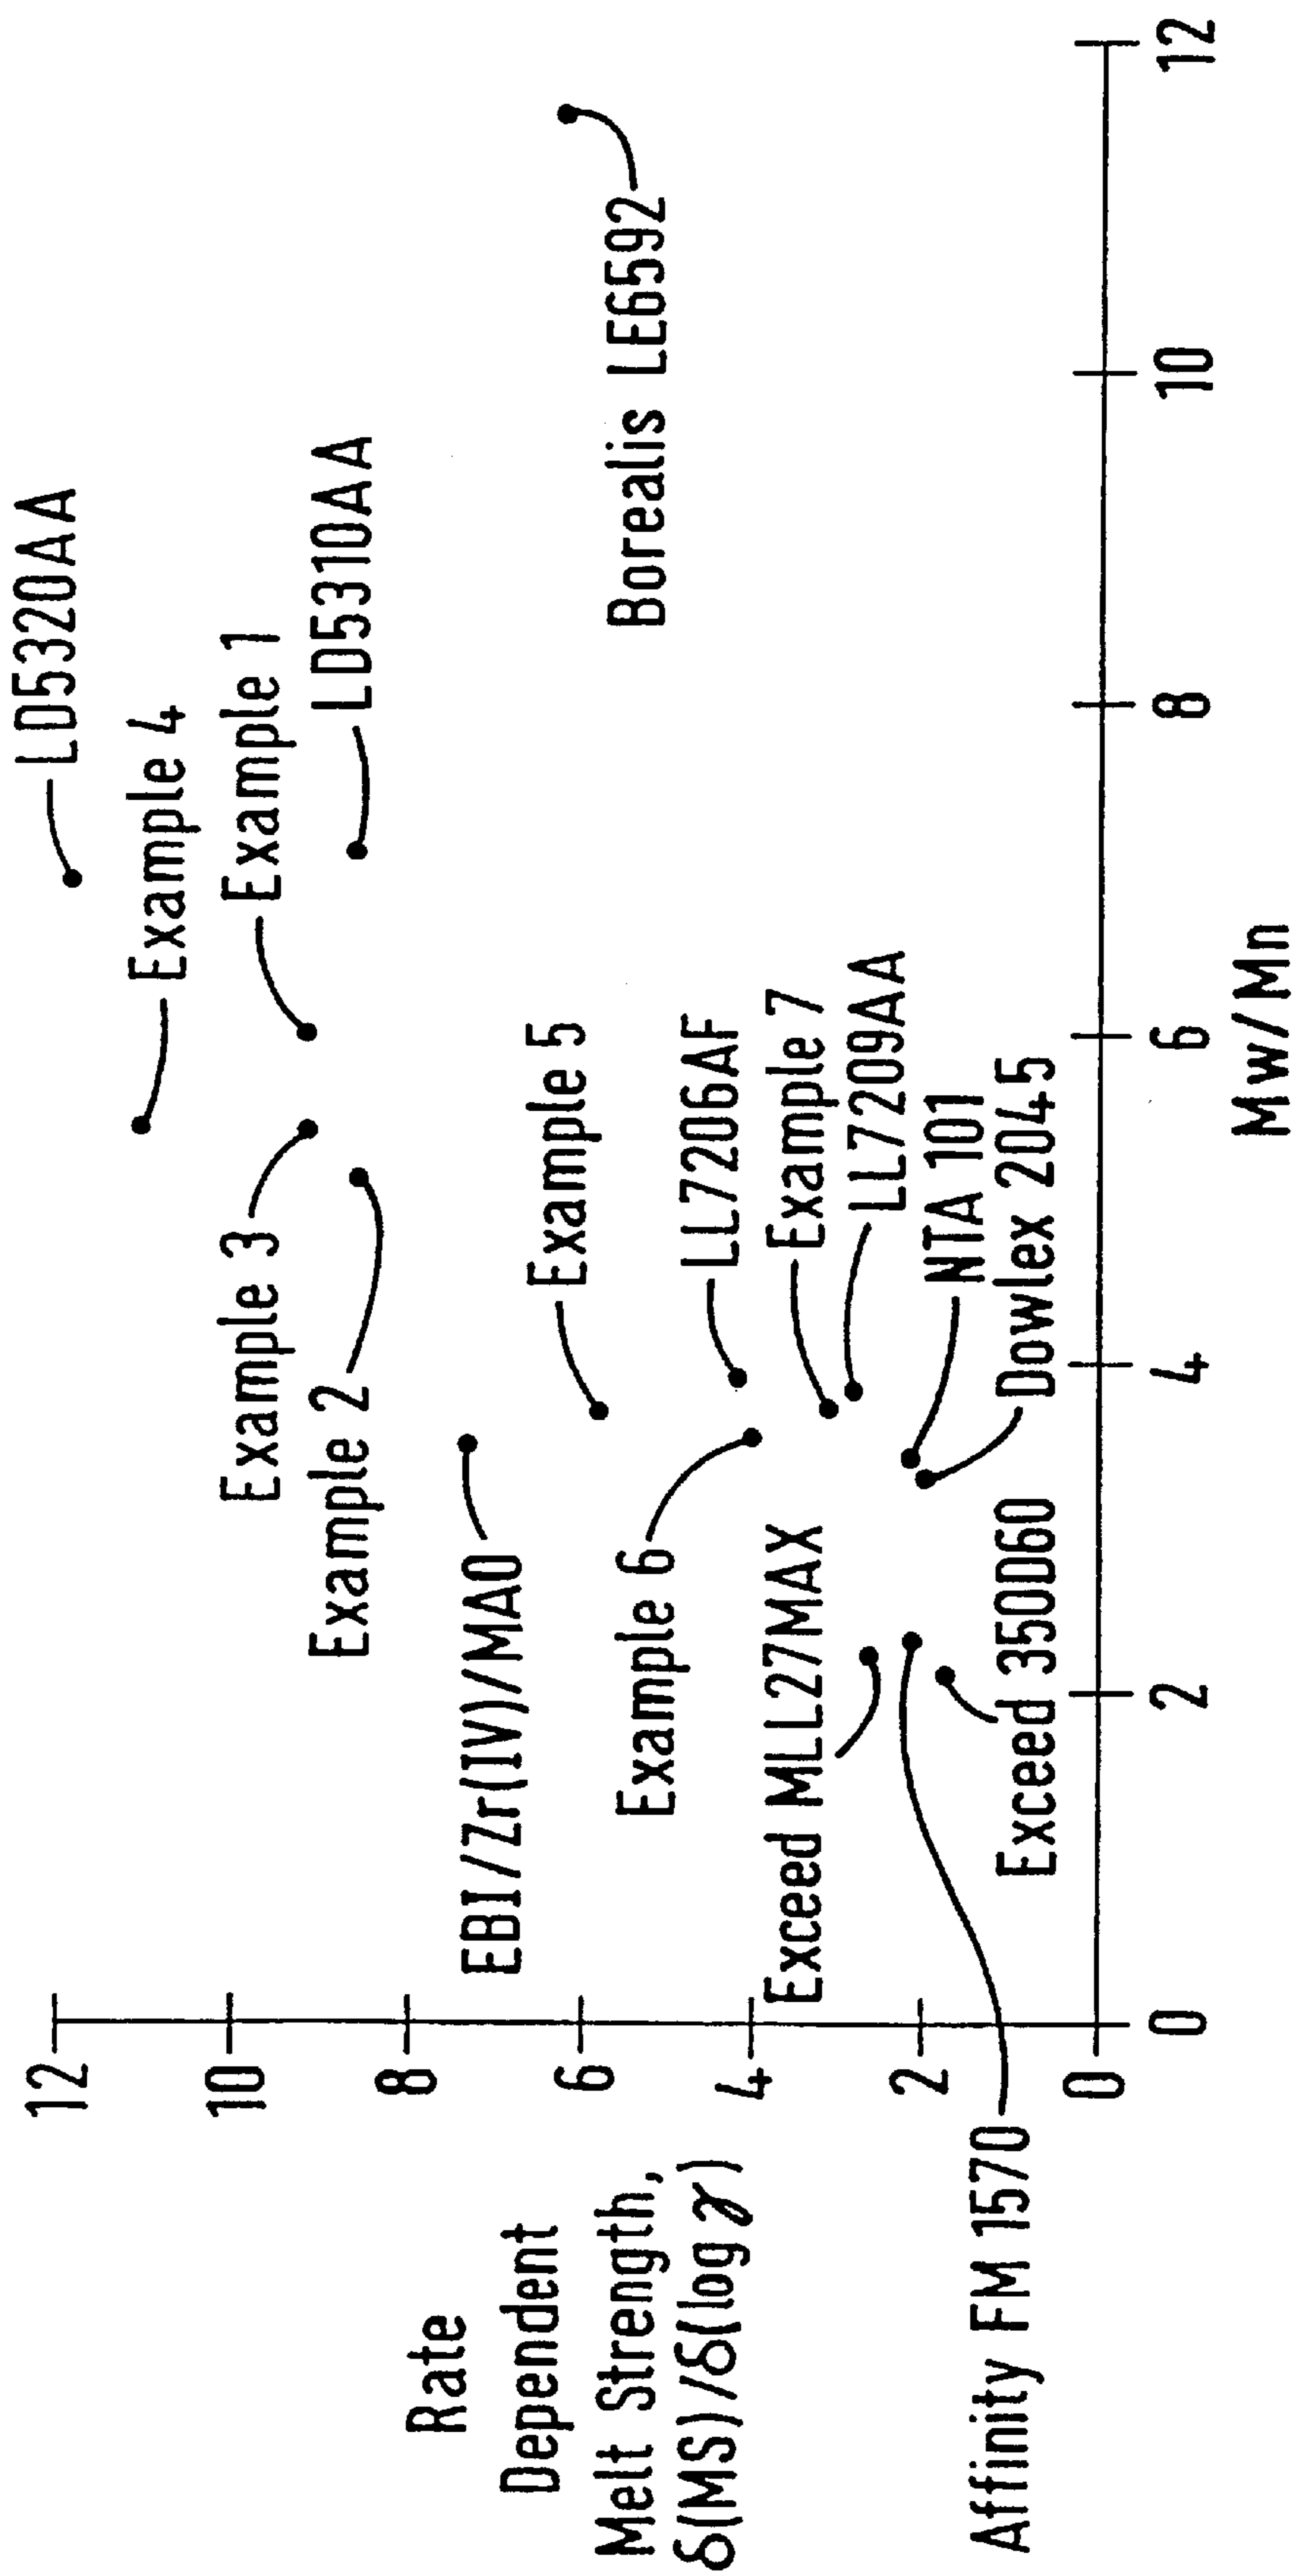 Rate
Dependent
Melt Strength,
δ(MS)/δ(log γ)
12
10
8
6
4
2
0
LD5320AA
Example 4
Example 1
LD5310AA
Example 3
Example 2
EBI/Zr(IV)/MAO
Example 5
Borealis LE6592
Example 6
LL7206AF
Example 7
LL7209AA
Exceed MLL27MAX
NTA 101
Dowlex 2045
Exceed 350D60
Affinity FM 1570
0
2
4
6
8
10
12
Mw/Mn